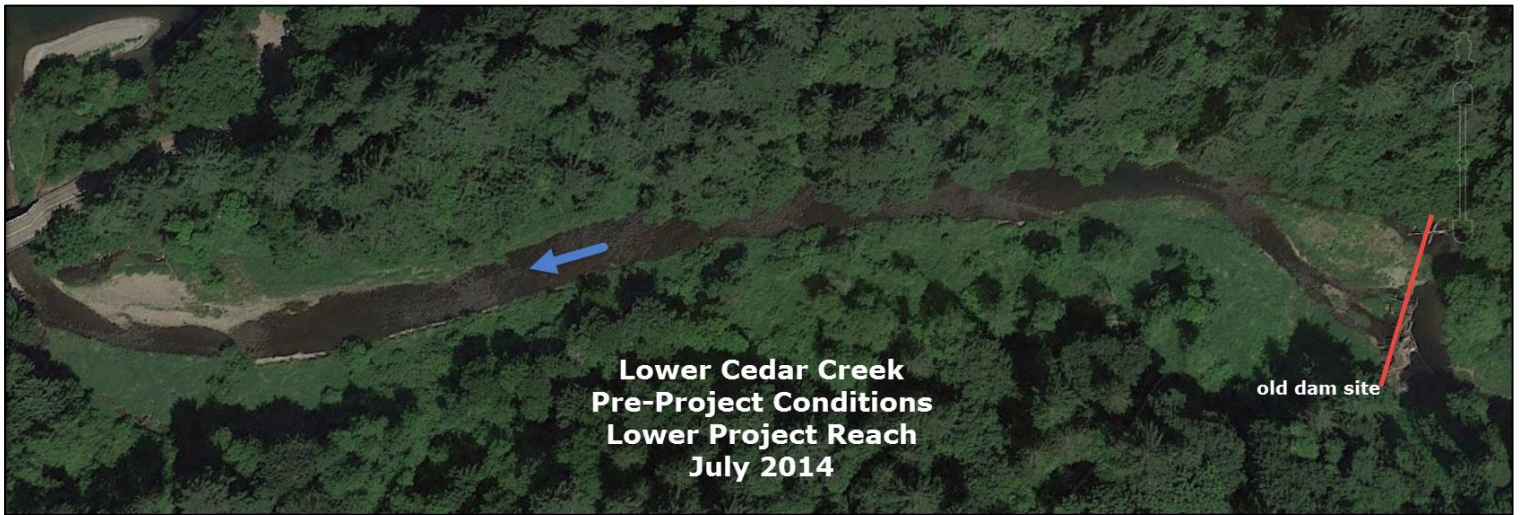 Lower Cedar Creek
Pre-Project Conditions
Lower Project Reach
July 2014
old dam site